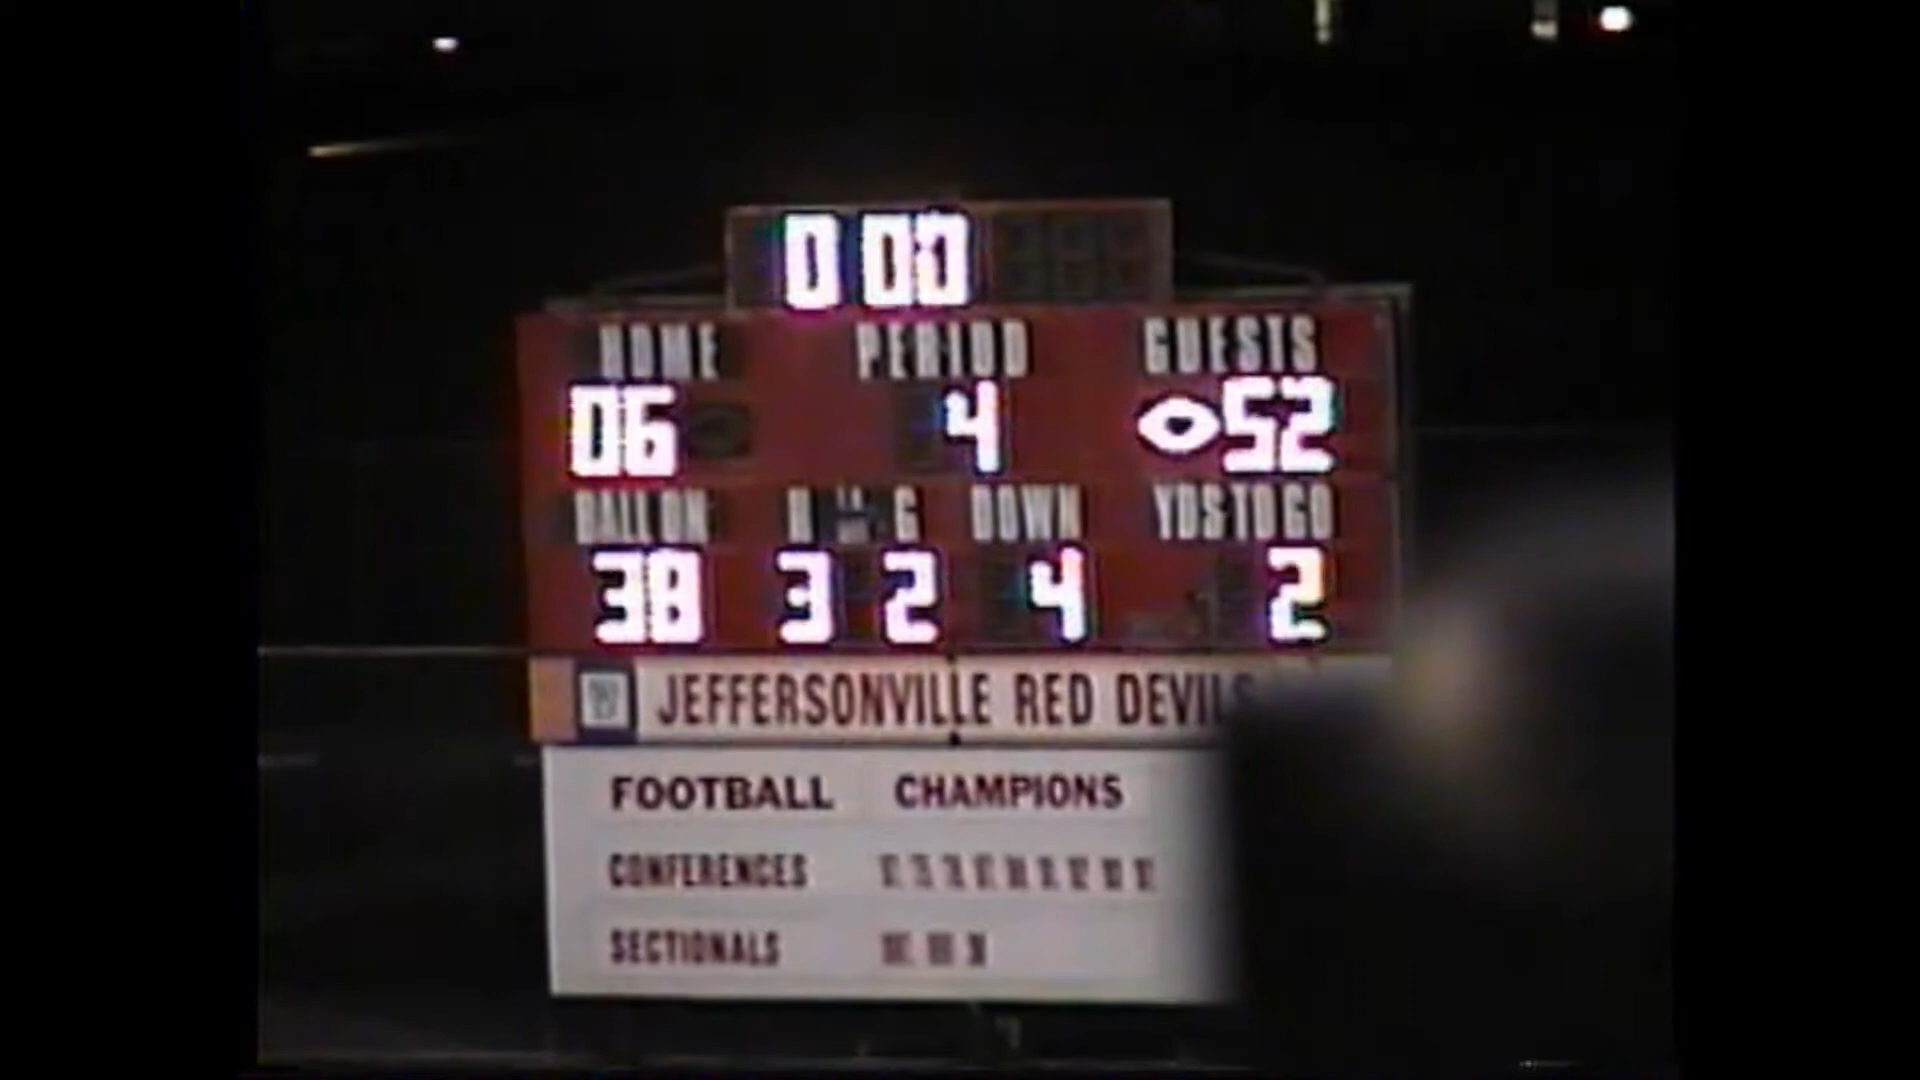 0 00
HOME PERIOD GUESTS
06 4 52
BALL ON H G DOWN YDS TO GO
38 3 2 4 2
JEFFERSONVILLE RED DEVILS
FOOTBALL CHAMPIONS
CONFERENCES
SECTIONALS